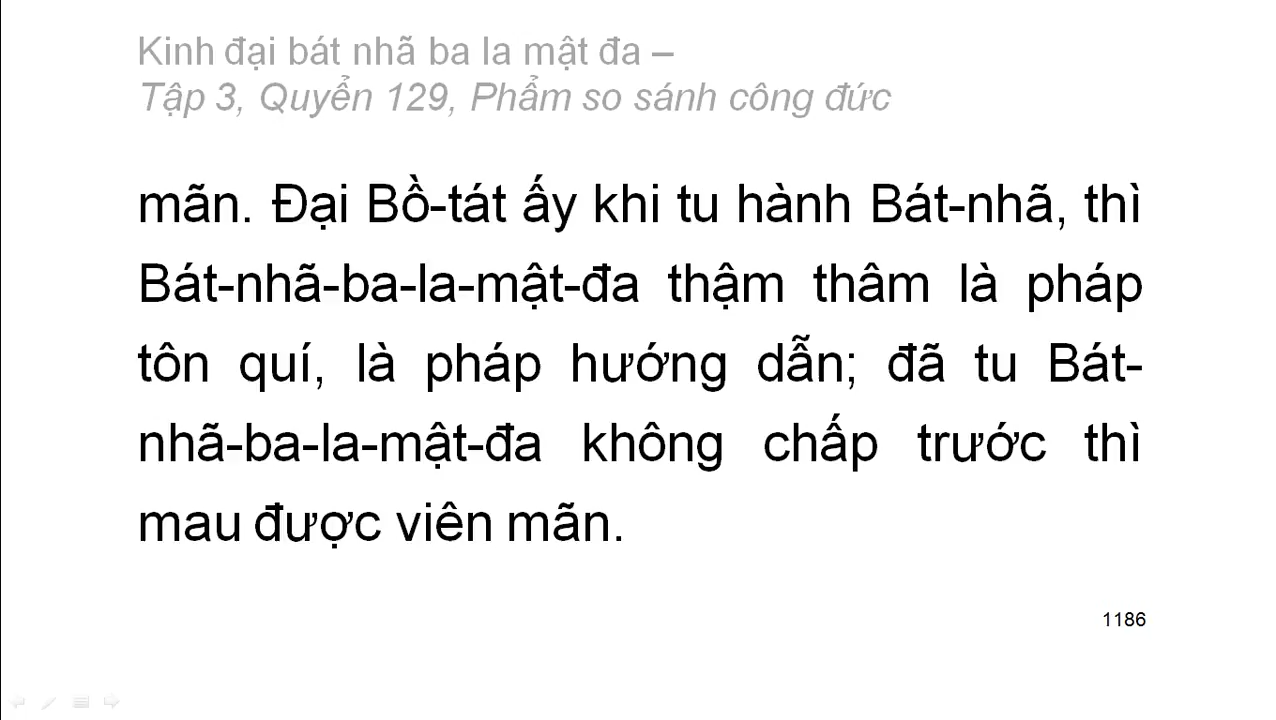 Kinh đại bát nhã ba la mật đa –
Tập 3, Quyển 129, Phẩm so sánh công đức
mãn. Đại Bồ-tát ấy khi tu hành Bát-nhã, thì
Bát-nhã-ba-la-mật-đa thậm thâm là pháp
tôn quí, là pháp hướng dẫn; đã tu Bát-
nhã-ba-la-mật-đa không chấp trước thì
mau được viên mãn.
1186